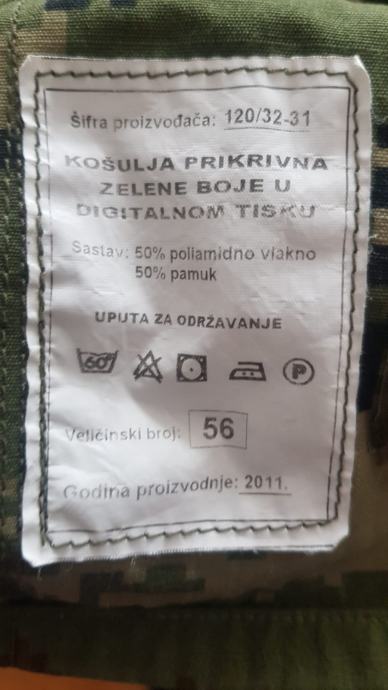 Šifra proizvođača: 120/32-31
KOŠULJA PRIKRIVNA
ZELENE BOJE U
DIGITALNOM TISKU
Sastav: 50% poliamidno vlakno
50% pamuk
UPUTA ZA ODRŽAVANJE
60° P
Veličinski broj: 56
Godina proizvodnje: 2011.